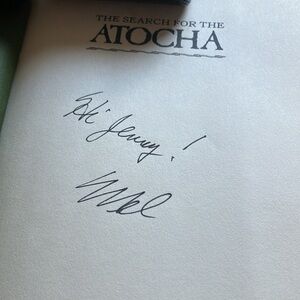 THE SEARCH FOR THE
ATOCHA
Hi Jenny!
Mel